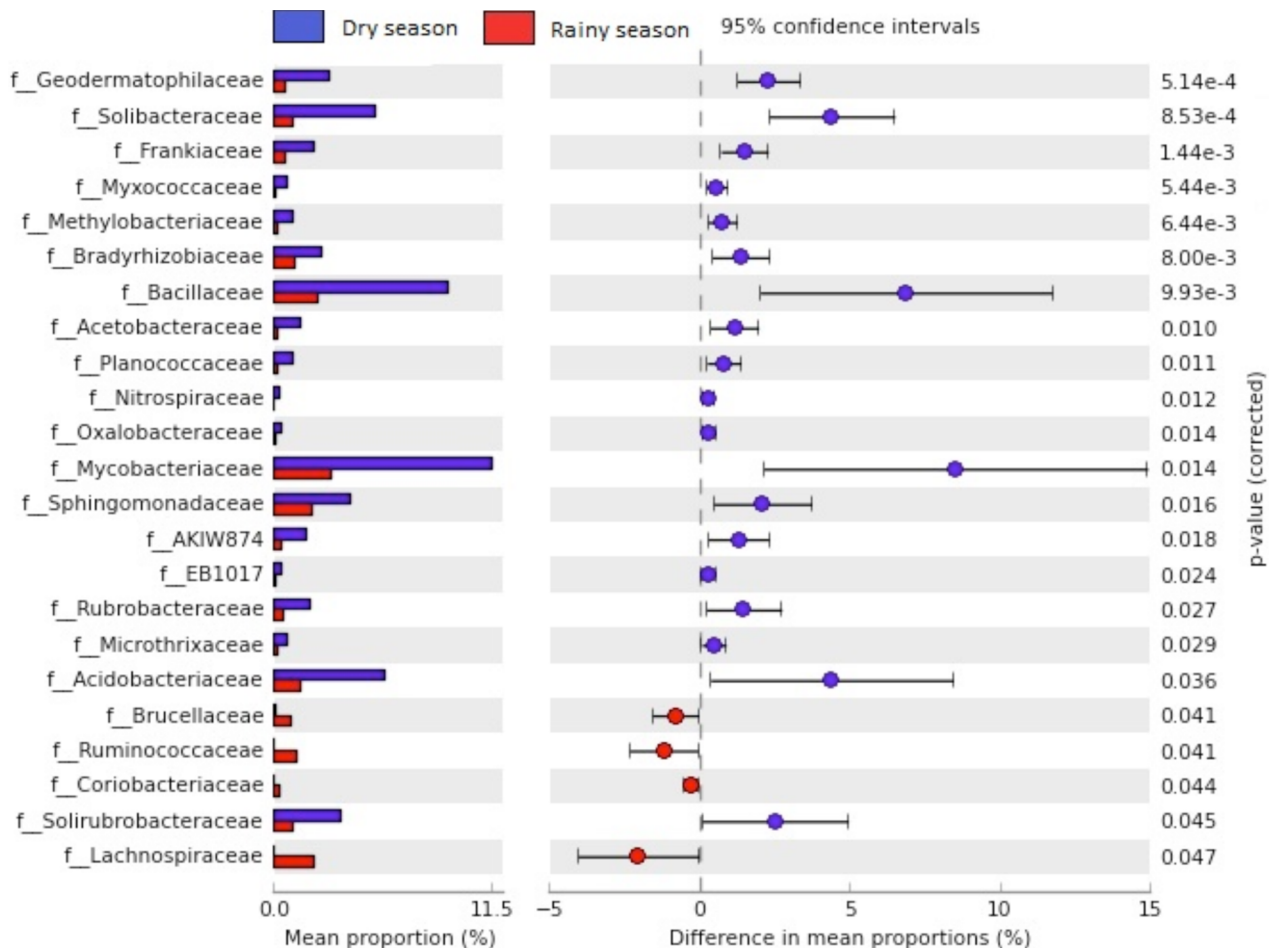 Dry season Rainy season 95% confidence intervals
f__Geodermatophilaceae 5.14e-4
f__Solibacteraceae 8.53e-4
f__Frankiaceae 1.44e-3
f__Myxococcaceae 5.44e-3
f__Methylobacteriaceae 6.44e-3
f__Bradyrhizobiaceae 8.00e-3
f__Bacillaceae 9.93e-3
f__Acetobacteraceae 0.010
f__Planococcaceae 0.011
f__Nitrospiraceae 0.012
f__Oxalobacteraceae 0.014
f__Mycobacteriaceae 0.014
f__Sphingomonadaceae 0.016
f__AKIW874 0.018
f__EB1017 0.024
f__Rubrobacteraceae 0.027
f__Microthrixaceae 0.029
f__Acidobacteriaceae 0.036
f__Brucellaceae 0.041
f__Ruminococcaceae 0.041
f__Coriobacteriaceae 0.044
f__Solirubrobacteraceae 0.045
f__Lachnospiraceae 0.047
p-value (corrected)
0.0 11.5 −5 0 5 10 15
Mean proportion (%) Difference in mean proportions (%)